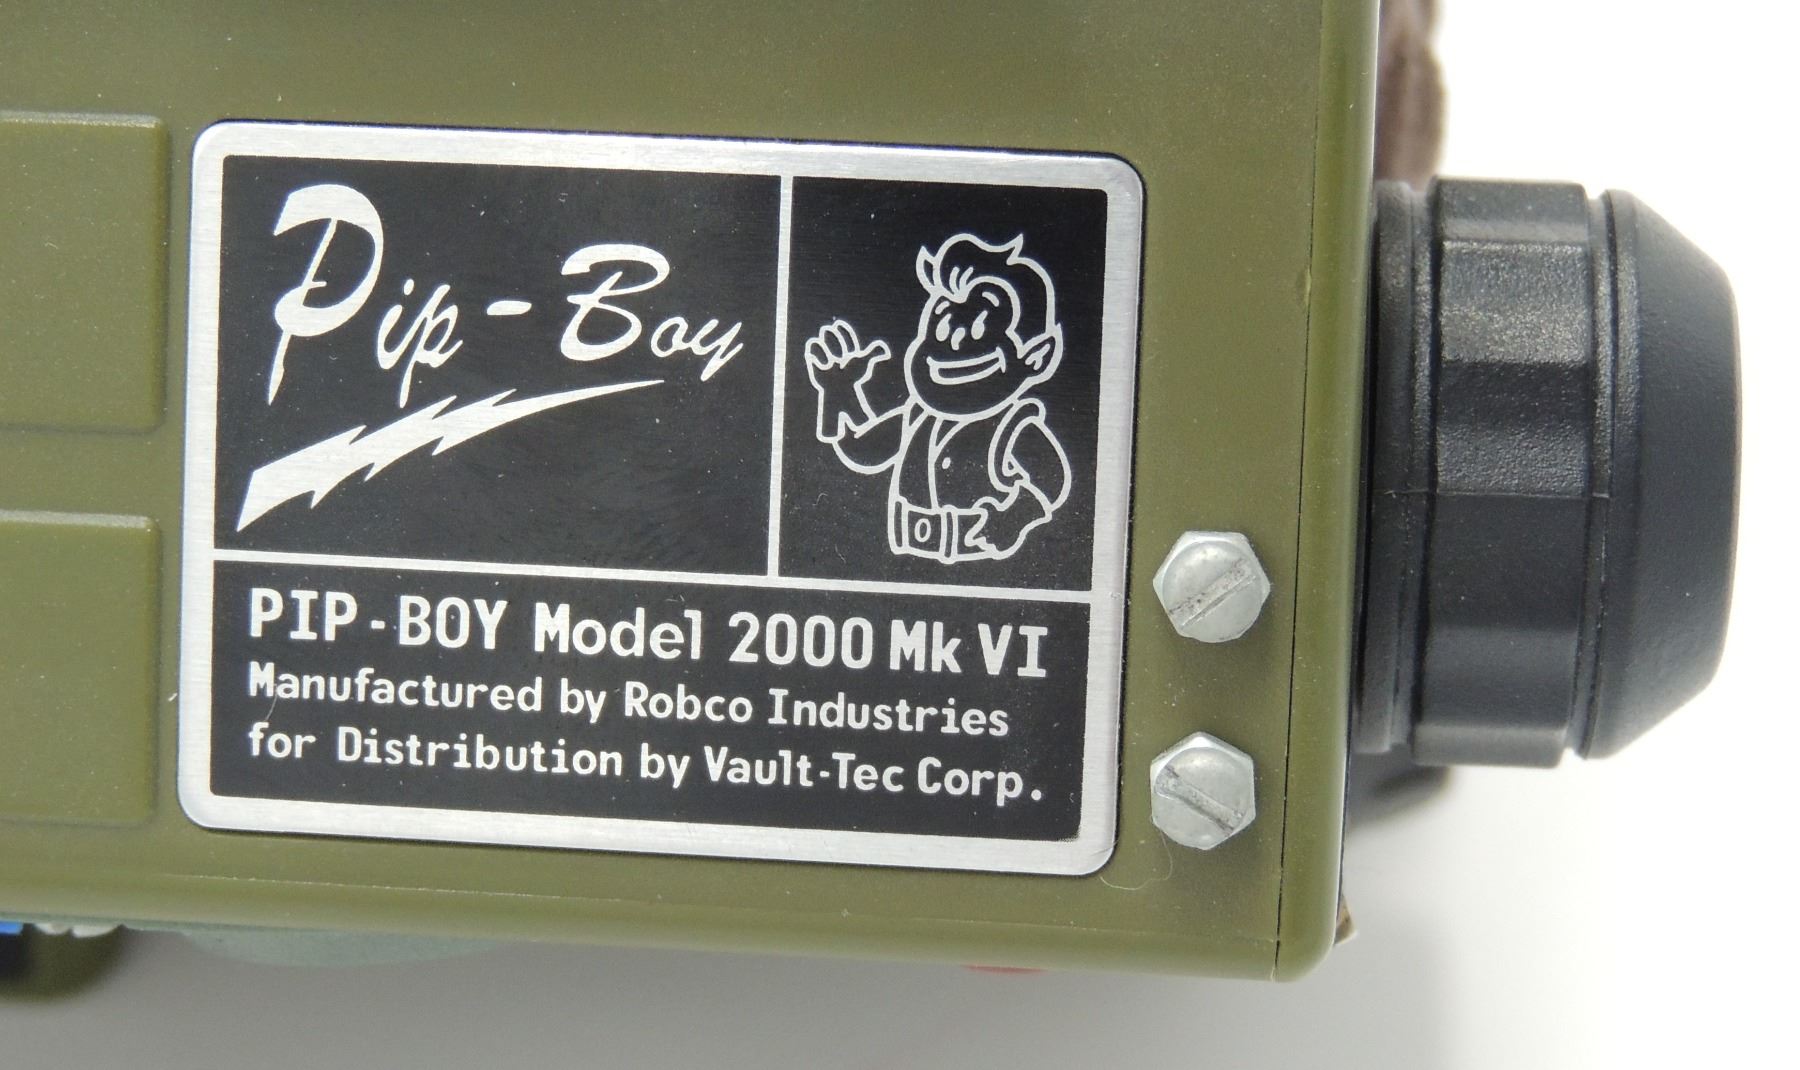 Pip-Boy
PIP-BOY Model 2000 Mk VI
Manufactured by Robco Industries
for Distribution by Vault-Tec Corp.